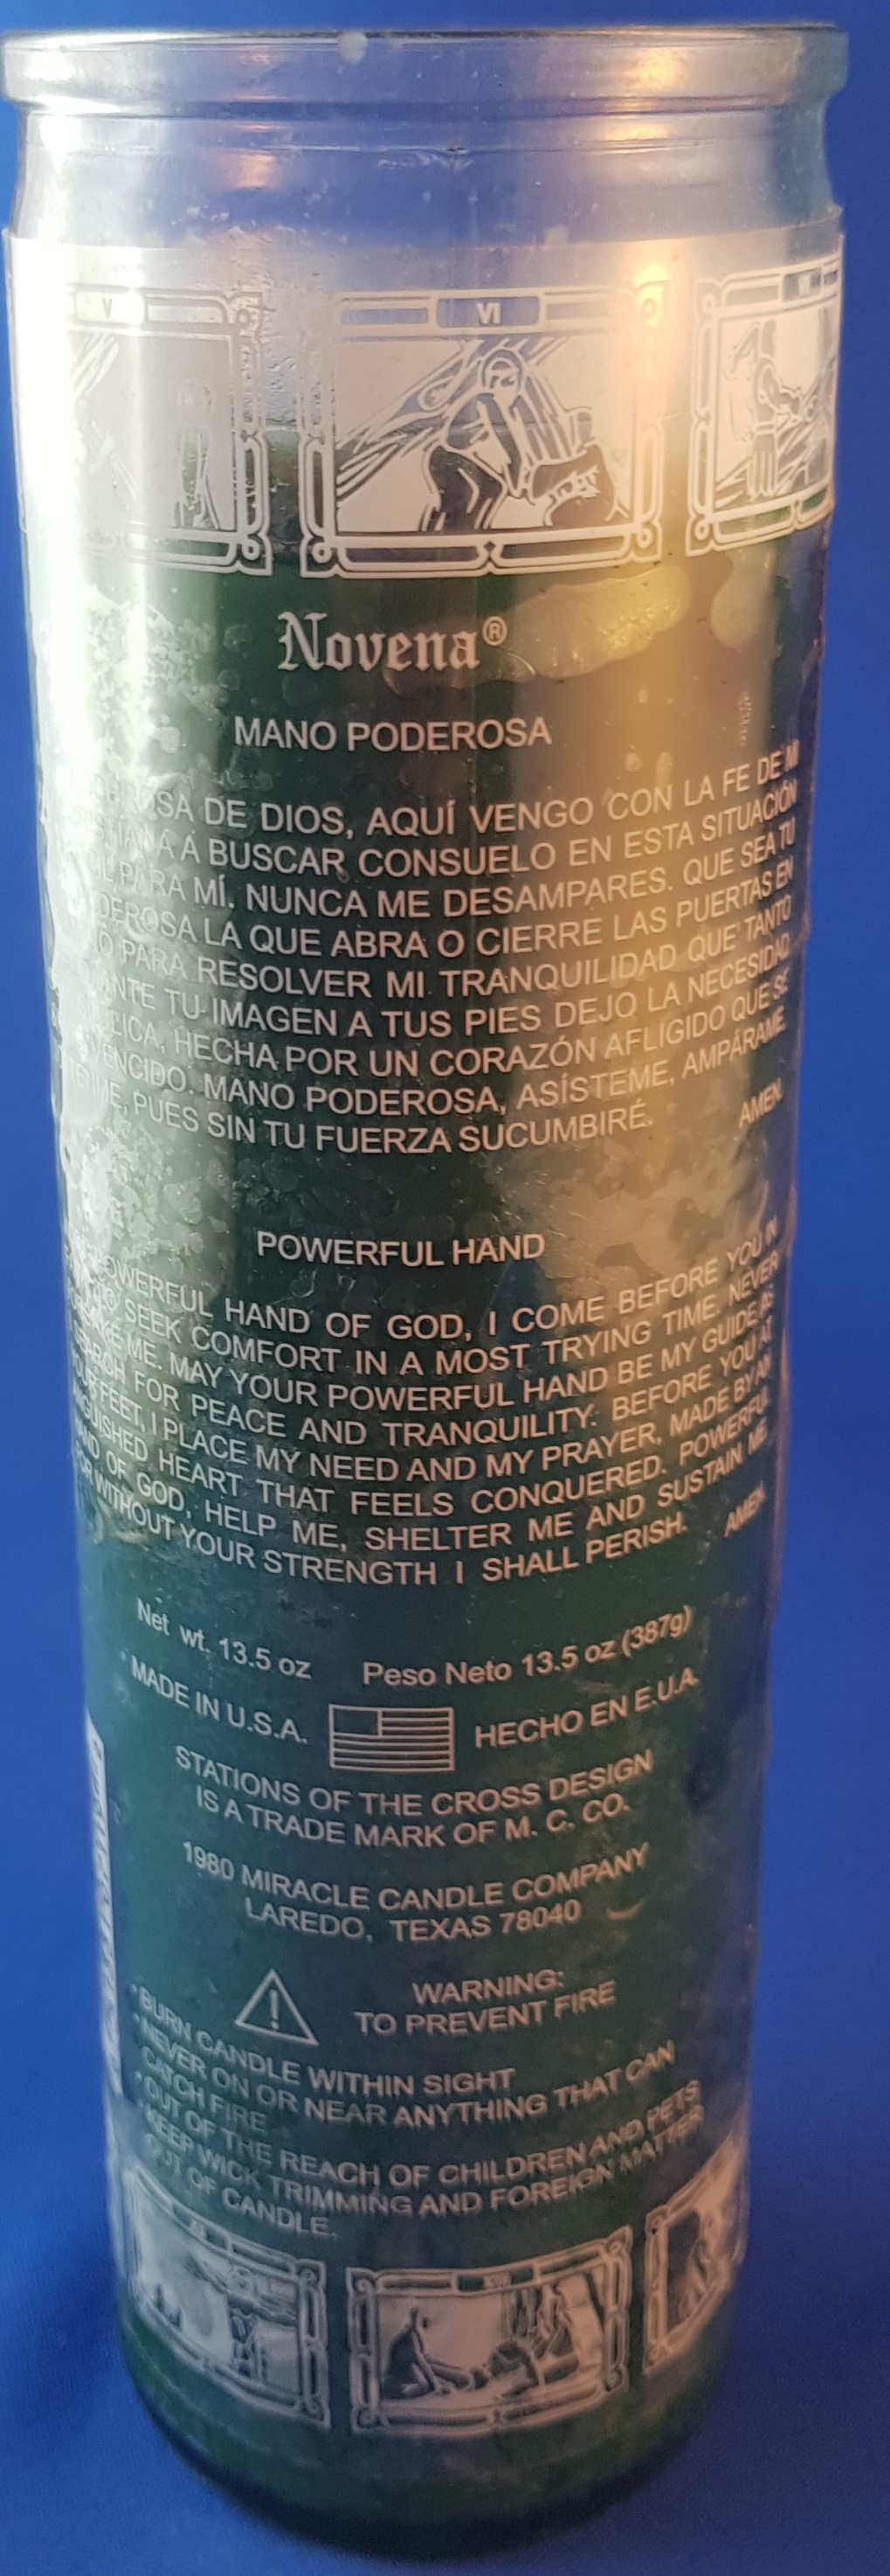 V
VI
Novena®
MANO PODEROSA
DE DIOS, AQUÍ VENGO CON LA FE DE MI
A BUSCAR CONSUELO EN ESTA SITUACIÓN
PARA MÍ. NUNCA ME DESAMPARES. QUE SEA TU
LA QUE ABRA O CIERRE LAS PUERTAS EN
PARA RESOLVER MI TRANQUILIDAD QUE TANTO
TU IMAGEN A TUS PIES DEJO LA NECESIDAD
HECHA POR UN CORAZÓN AFLIGIDO QUE SE
VENCIDO. MANO PODEROSA, ASÍSTEME, AMPÁRAME
PUES SIN TU FUERZA SUCUMBIRÉ. AMEN.
POWERFUL HAND
POWERFUL HAND OF GOD, I COME BEFORE YOU IN
SEEK COMFORT IN A MOST TRYING TIME. NEVER
ME. MAY YOUR POWERFUL HAND BE MY GUIDE AS
SEARCH FOR PEACE AND TRANQUILITY. BEFORE YOU AT
YOUR FEET, I PLACE MY NEED AND MY PRAYER, MADE BY AN
HEART THAT FEELS CONQUERED. POWERFUL
HAND OF GOD, HELP ME, SHELTER ME AND SUSTAIN ME,
FOR WITHOUT YOUR STRENGTH I SHALL PERISH. AMEN.
Net wt. 13.5 oz Peso Neto 13.5 oz (387g)
MADE IN U.S.A. HECHO EN E.U.A.
STATIONS OF THE CROSS DESIGN
IS A TRADE MARK OF M. C. CO.
1980 MIRACLE CANDLE COMPANY
LAREDO, TEXAS 78040
WARNING:
TO PREVENT FIRE
• BURN CANDLE WITHIN SIGHT
• NEVER ON OR NEAR ANYTHING THAT CAN
CATCH FIRE
• OUT OF THE REACH OF CHILDREN AND PETS
• KEEP WICK TRIMMING AND FOREIGN MATTER
OUT OF CANDLE.